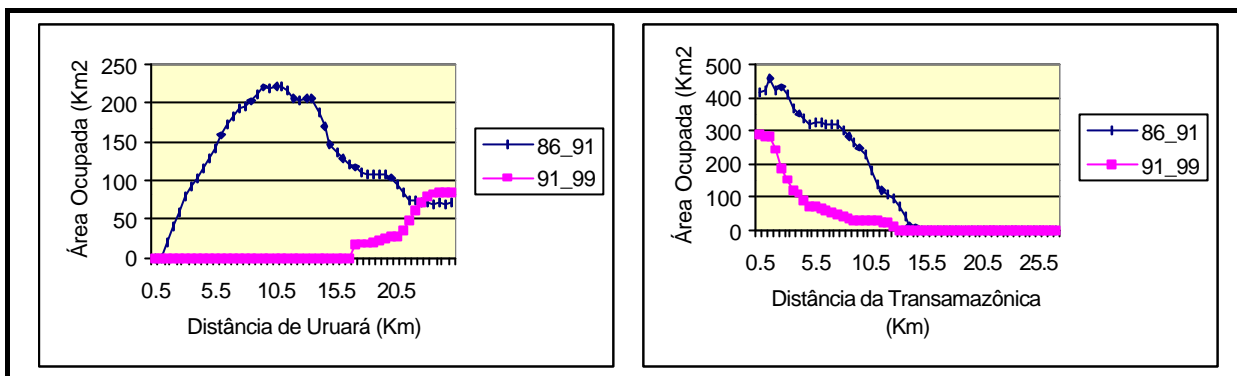 Área Ocupada (Km2
250
200
150
100
50
0
0.5 5.5 10.5 15.5 20.5
Distância de Uruará (Km)
86_91
91_99
Área Ocupada (Km2
500
400
300
200
100
0
0.5 5.5 10.5 15.5 20.5 25.5
Distância da Transamazônica
(Km)
86_91
91_99